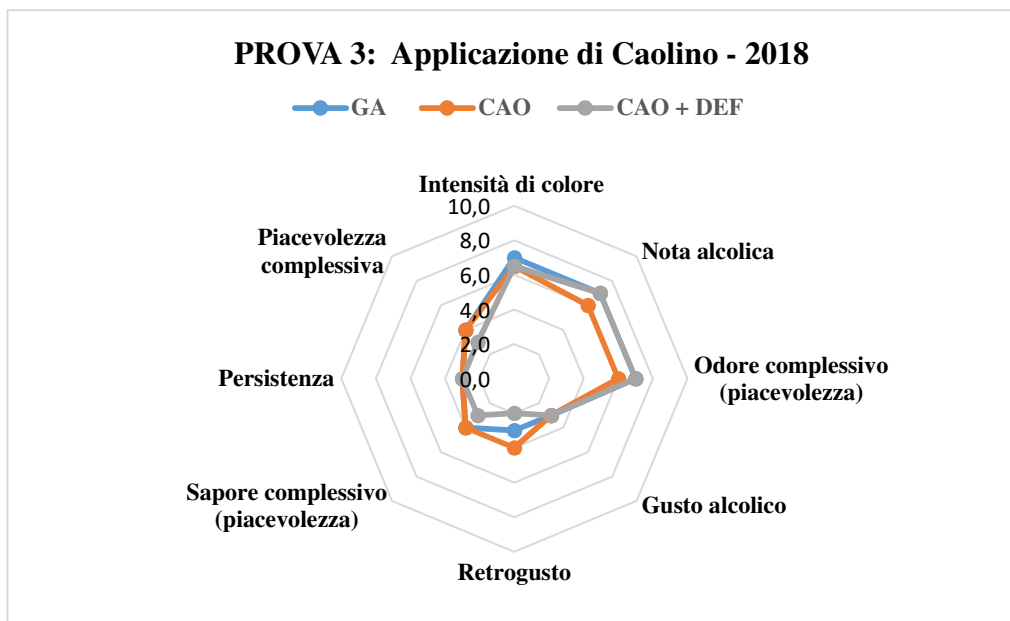 PROVA 3:  Applicazione di Caolino - 2018
GA
CAO
CAO + DEF
Intensità di colore
10,0
8,0
6,0
4,0
2,0
0,0
Nota alcolica
Odore complessivo
(piacevolezza)
Gusto alcolico
Retrogusto
Sapore complessivo
(piacevolezza)
Persistenza
Piacevolezza
complessiva